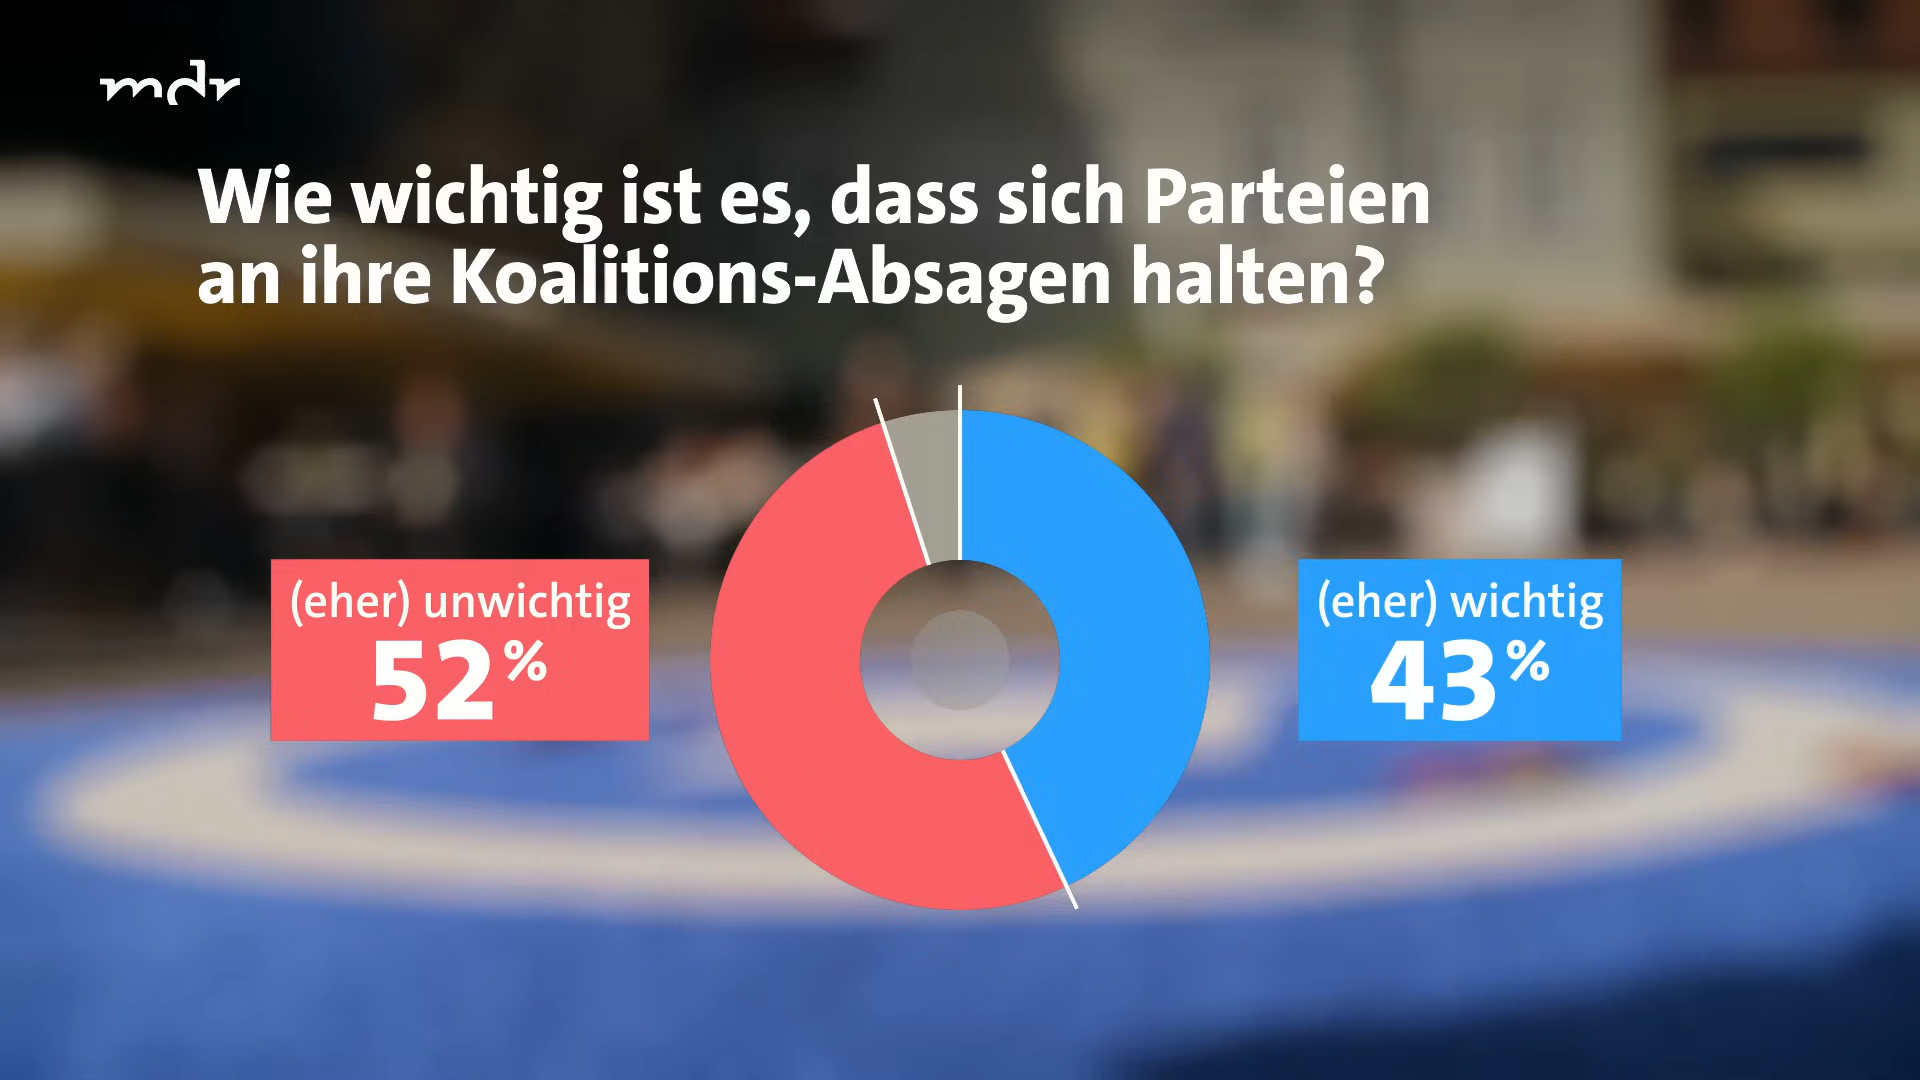 mdr
Wie wichtig ist es, dass sich Parteien
an ihre Koalitions-Absagen halten?
(eher) unwichtig
52%
(eher) wichtig
43%